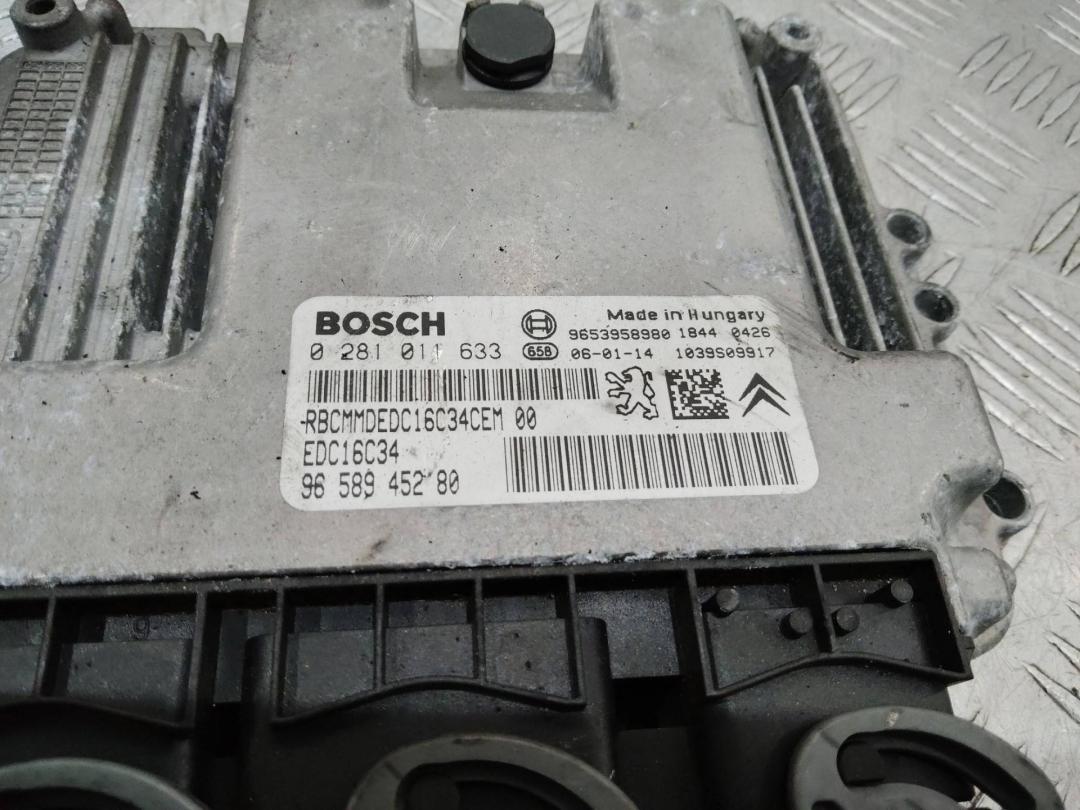 BOSCH
Made in Hungary
9653958980 1844 0426
0 281 011 633 658 06-01-14 1039S09917
-RBCMMDEDC16C34CEM 00
EDC16C34
96 589 452 80